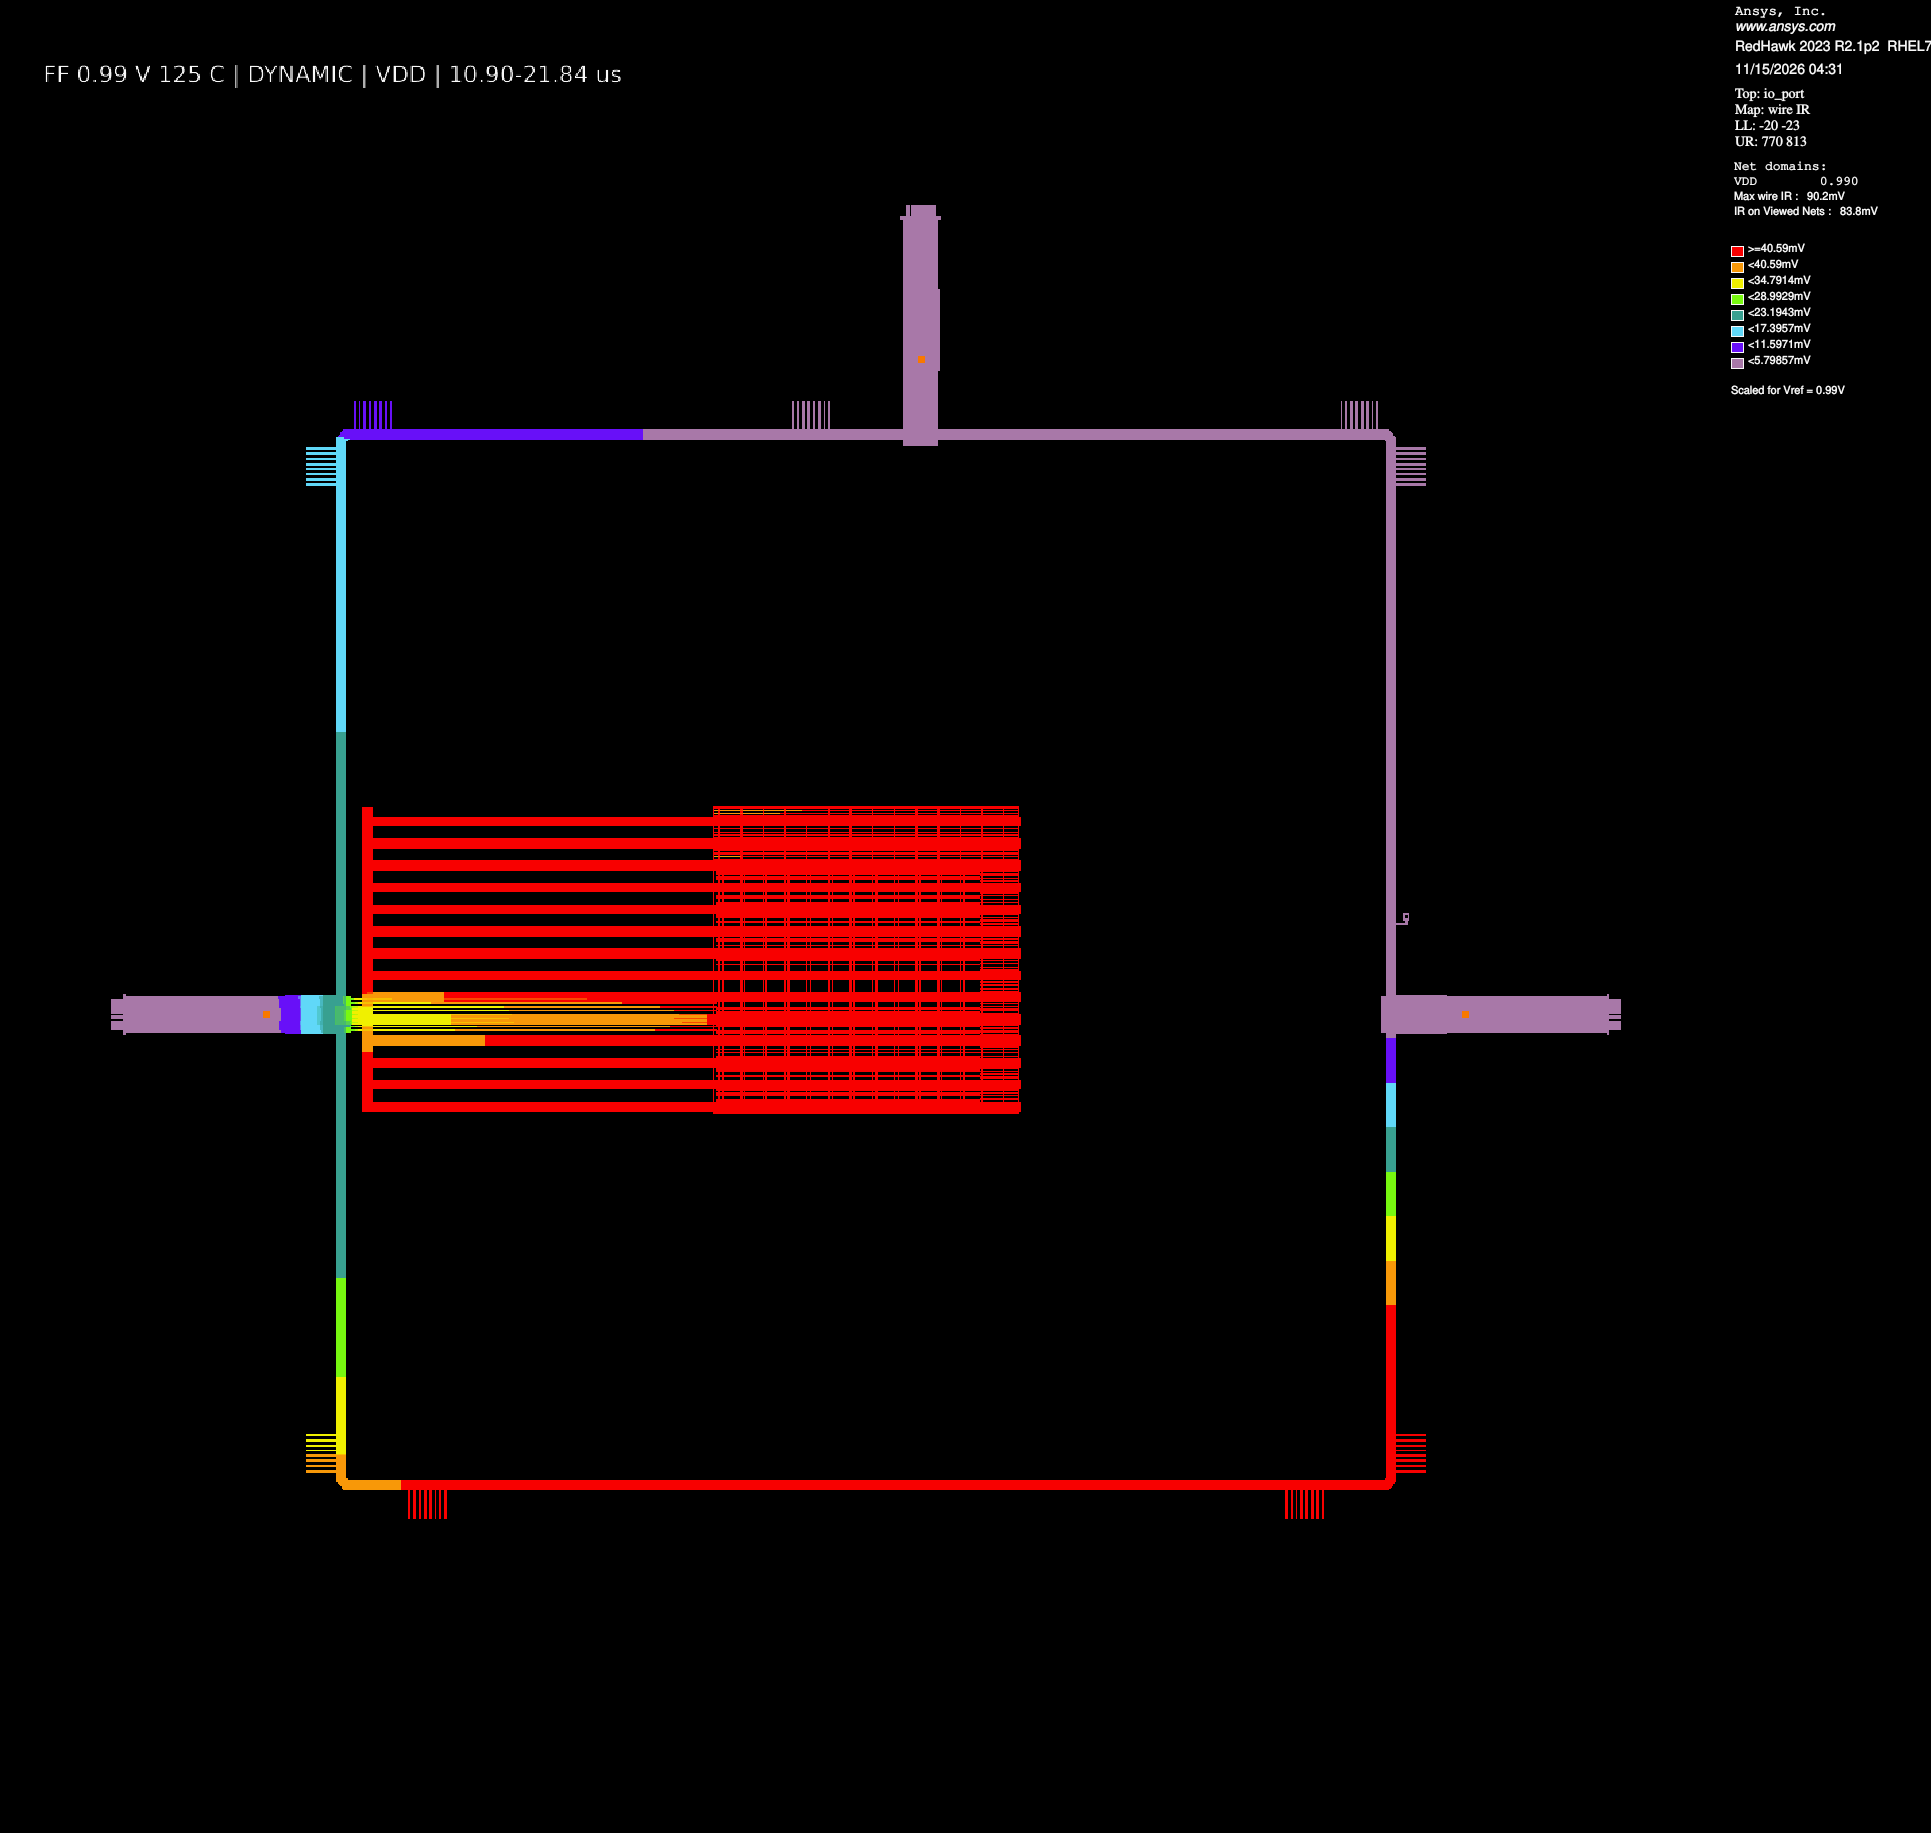 Ansys, Inc.
www.ansys.com
RedHawk 2023 R2.1p2 RHEL7
11/15/2026 04:31
FF 0.99 V 125 C | DYNAMIC | VDD | 10.90-21.84 us
Top: io_port
Map: wire IR
LL: -20 -23
UR: 770 813
Net domains:
VDD 0.990
Max wire IR : 90.2mV
IR on Viewed Nets : 83.8mV
>=40.59mV
<40.59mV
<34.7914mV
<28.9929mV
<23.1943mV
<17.3957mV
<11.5971mV
<5.79857mV
Scaled for Vref = 0.99V